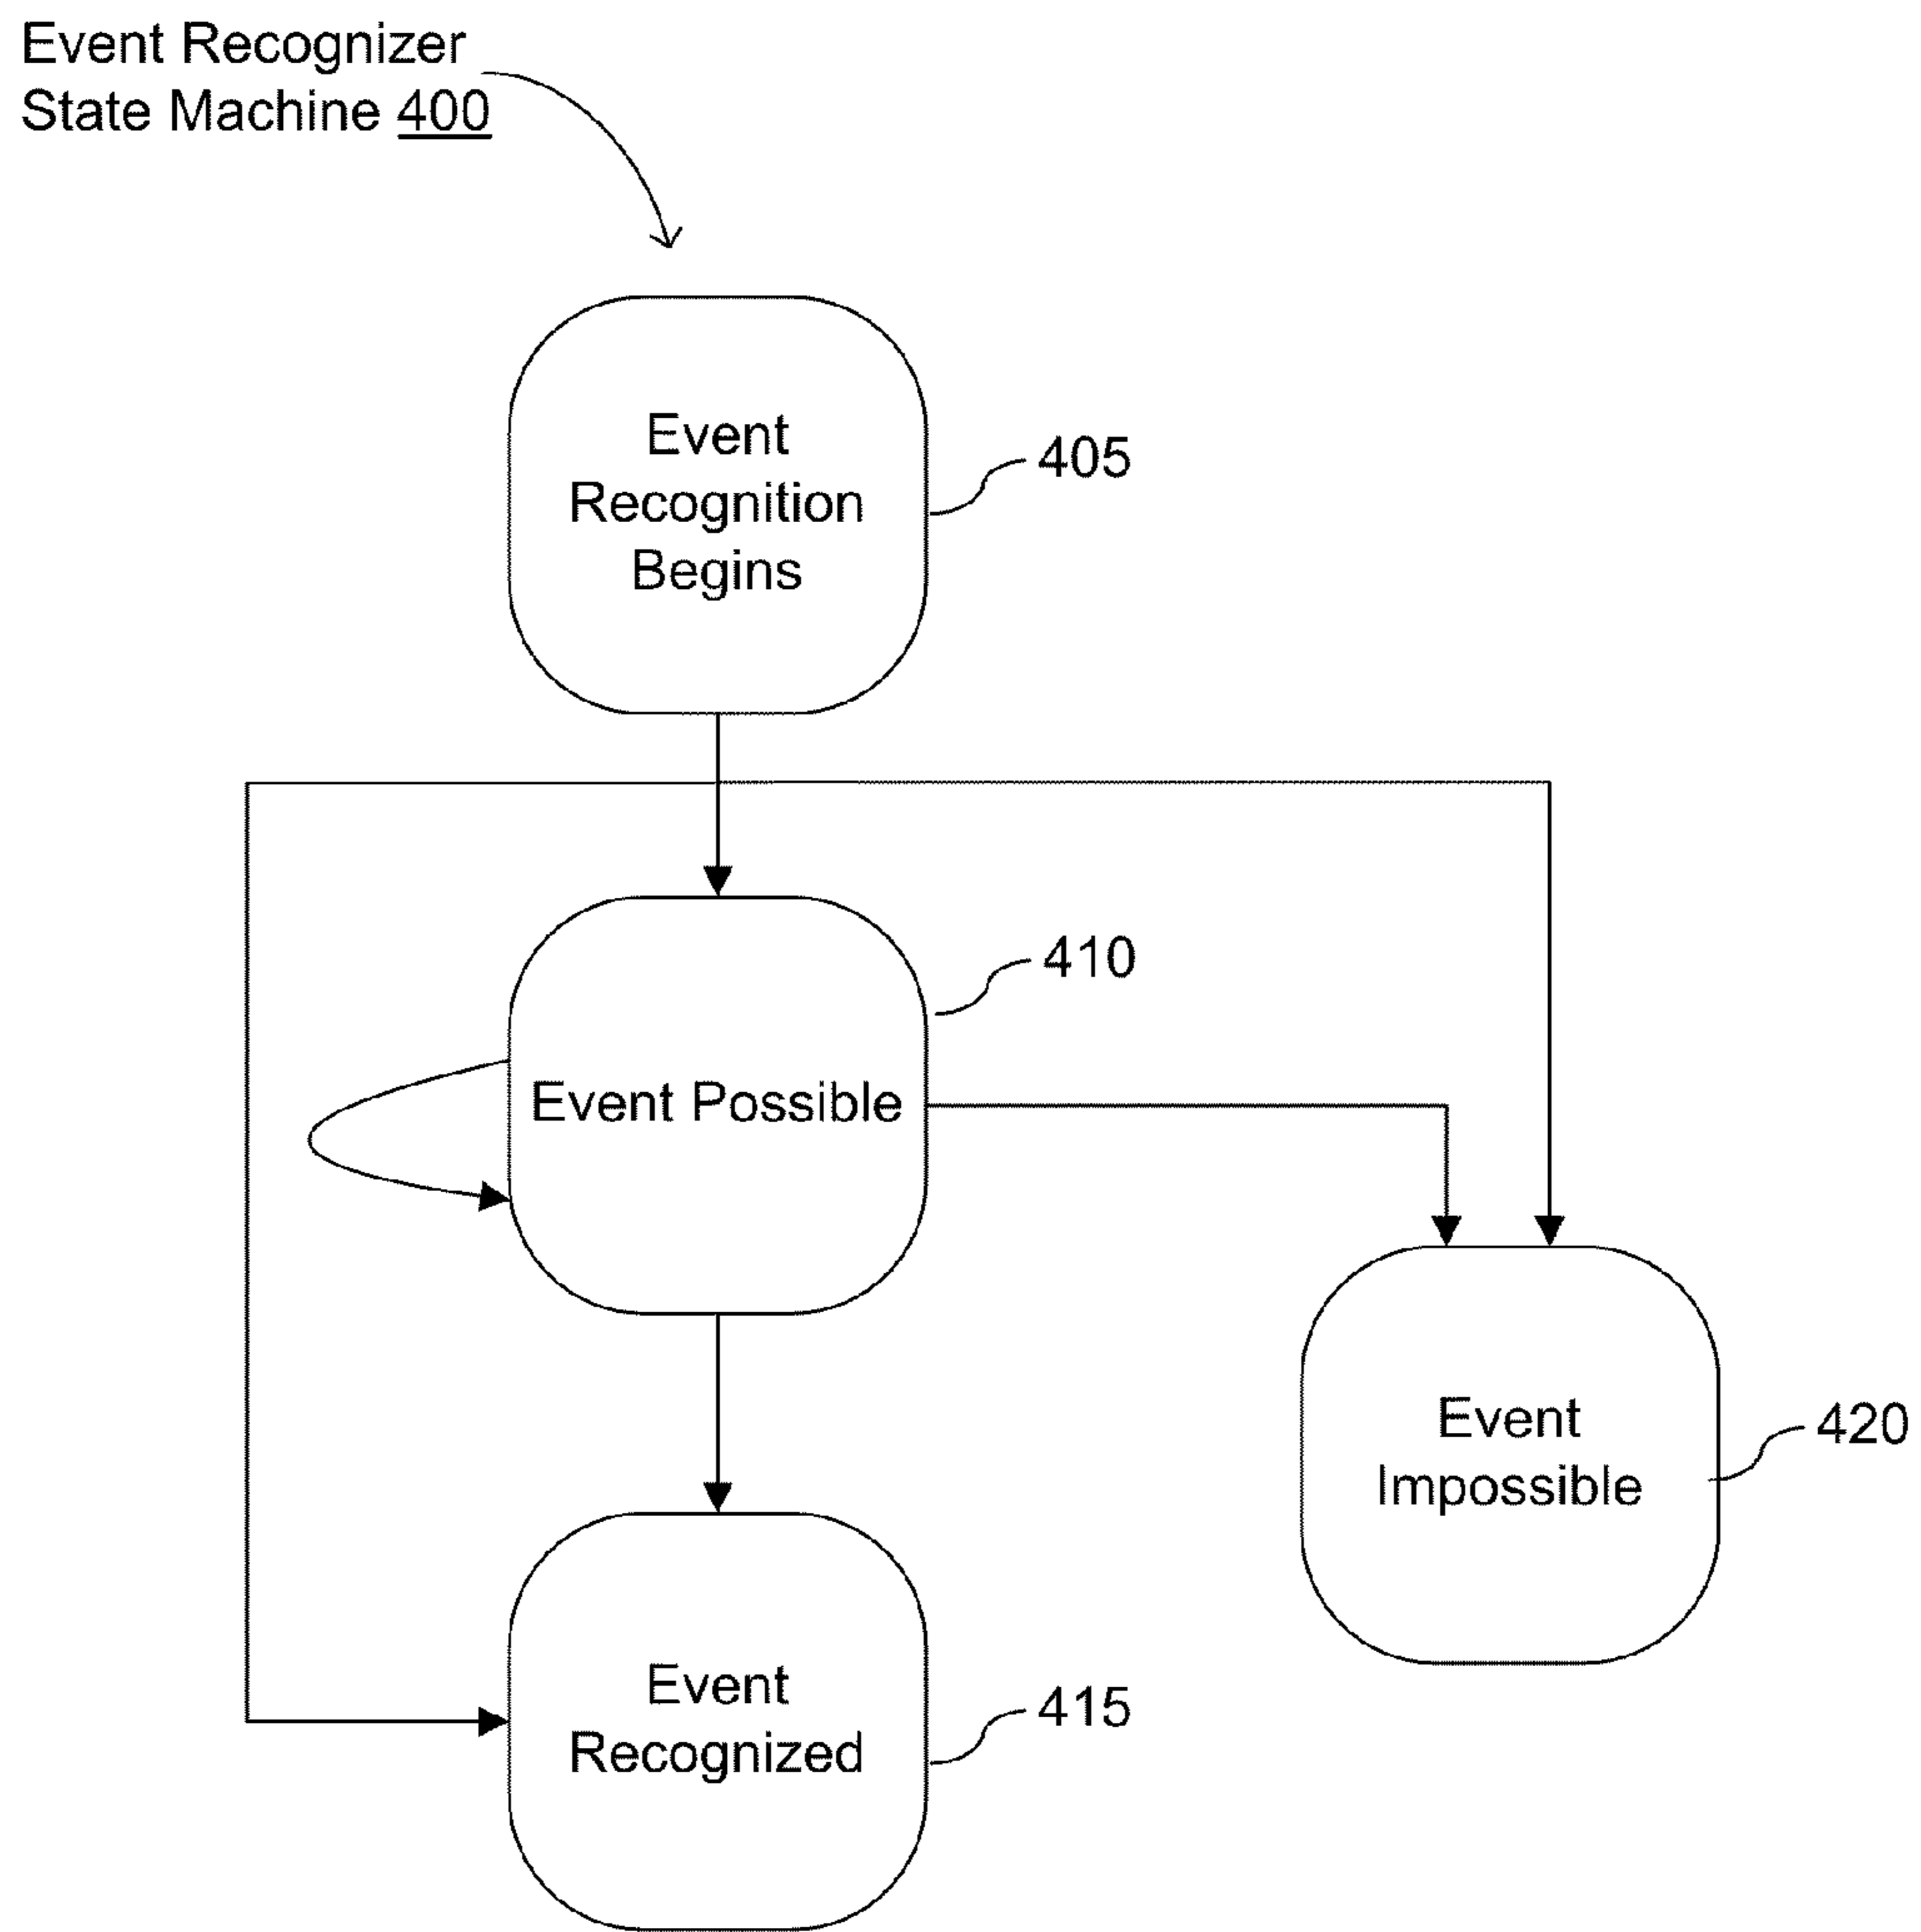 Event Recognizer
State Machine 400
Event
Recognition
Begins
405
410
Event Possible
Event
Impossible
420
Event
Recognized
415